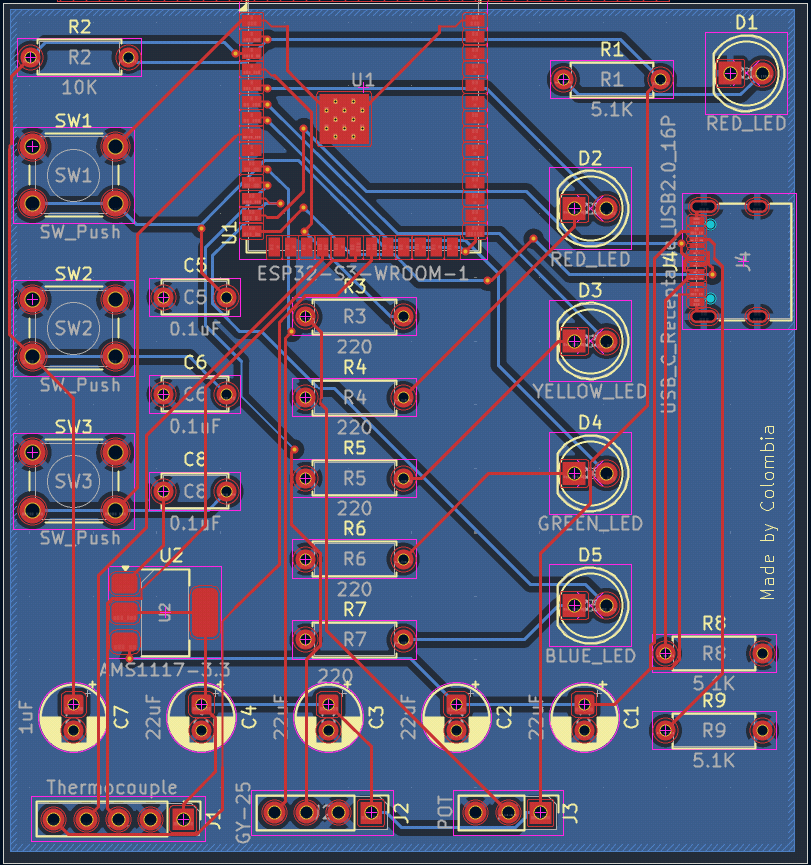 R2
R2
10K
SW1
SW1
SW_Push
SW2
SW2
SW_Push
SW3
SW3
SW_Push
U1
U1
ESP32-S3-WROOM-1
R1
R1
5.1K
D1
RED_LED
D2
RED_LED
D3
YELLOW_LED
D4
GREEN_LED
D5
BLUE_LED
J4
J4
C5
C5
0.1uF
C6
C6
0.1uF
C8
C8
0.1uF
R3
R3
220
R4
R4
220
R5
R5
220
R6
R6
220
R7
R7
220
U2
U2
AMS1117-3.3
R8
R8
5.1K
R9
R9
5.1K
Made by Colombia
1uF
C7
22uF
C4
22uF
C3
22uF
C2
22uF
C1
Thermocouple
J1
GY-25
J2
POT
J3